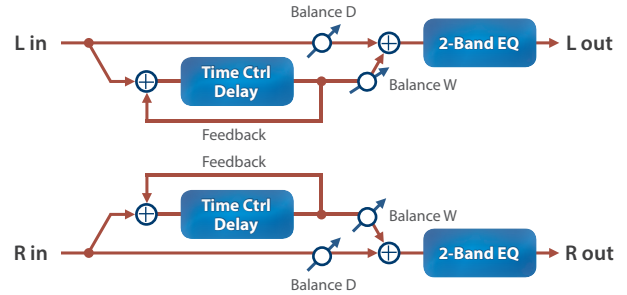 Balance D
L in
2-Band EQ
L out
Time Ctrl
Delay
Balance W
Feedback
Feedback
Time Ctrl
Delay
Balance W
R in
2-Band EQ
R out
Balance D